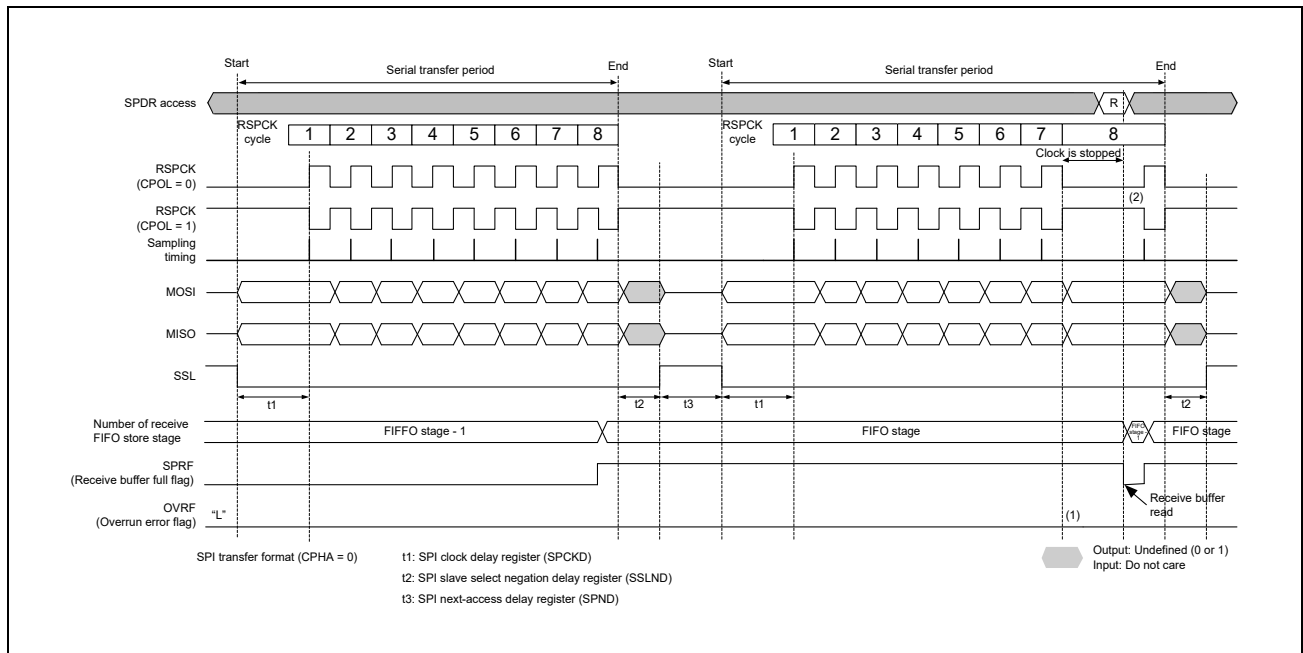 Start
Serial transfer period
End
Start
Serial transfer period
End
SPDR access
R
RSPCK
cycle
1 2 3 4 5 6 7 8
RSPCK
cycle
1 2 3 4 5 6 7 8
Clock is stopped
RSPCK
(CPOL = 0)
(2)
RSPCK
(CPOL = 1)
Sampling
timing
MOSI
MISO
SSL
t1
t2
t3
t1
t2
Number of receive
FIFO store stage
FIFFO stage - 1
FIFO stage
FIFO
stage -
1
FIFO stage
SPRF
(Receive buffer full flag)
Receive buffer
read
OVRF
(Overrun error flag)
“L”
(1)
SPI transfer format (CPHA = 0)
t1: SPI clock delay register (SPCKD)
t2: SPI slave select negation delay register (SSLND)
t3: SPI next-access delay register (SPND)
Output: Undefined (0 or 1)
Input: Do not care